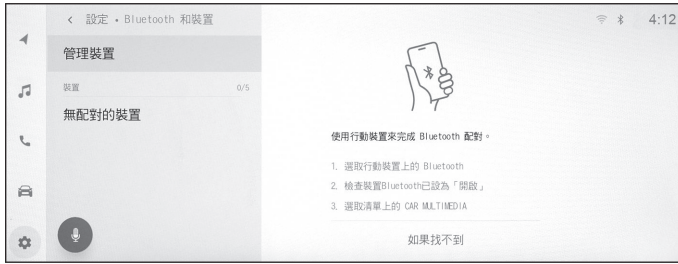 < 設定 • Bluetooth 和裝置
4:12
管理裝置
裝置 0/5
無配對的裝置
使用行動裝置來完成 Bluetooth 配對。
1. 選取行動裝置上的 Bluetooth
2. 檢查裝置Bluetooth已設為「開啟」
3. 選取清單上的 CAR MULTIMEDIA
如果找不到